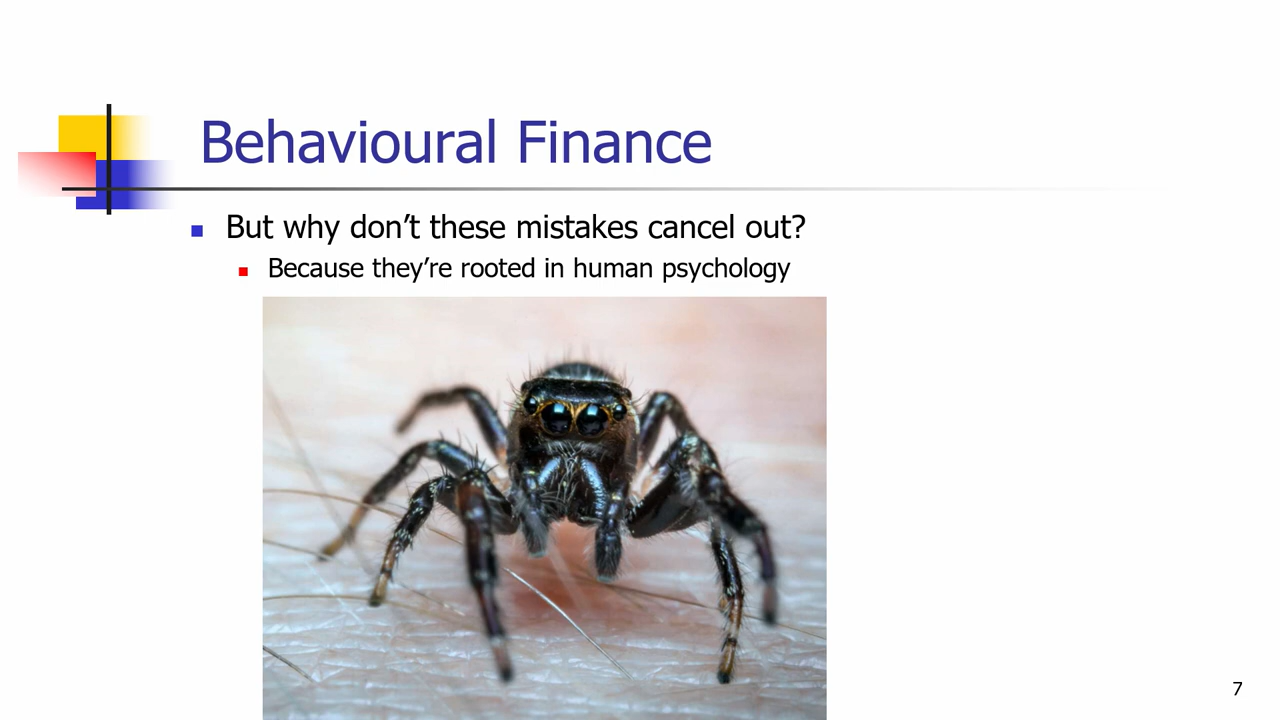 Behavioural Finance
But why don’t these mistakes cancel out?
Because they’re rooted in human psychology
7